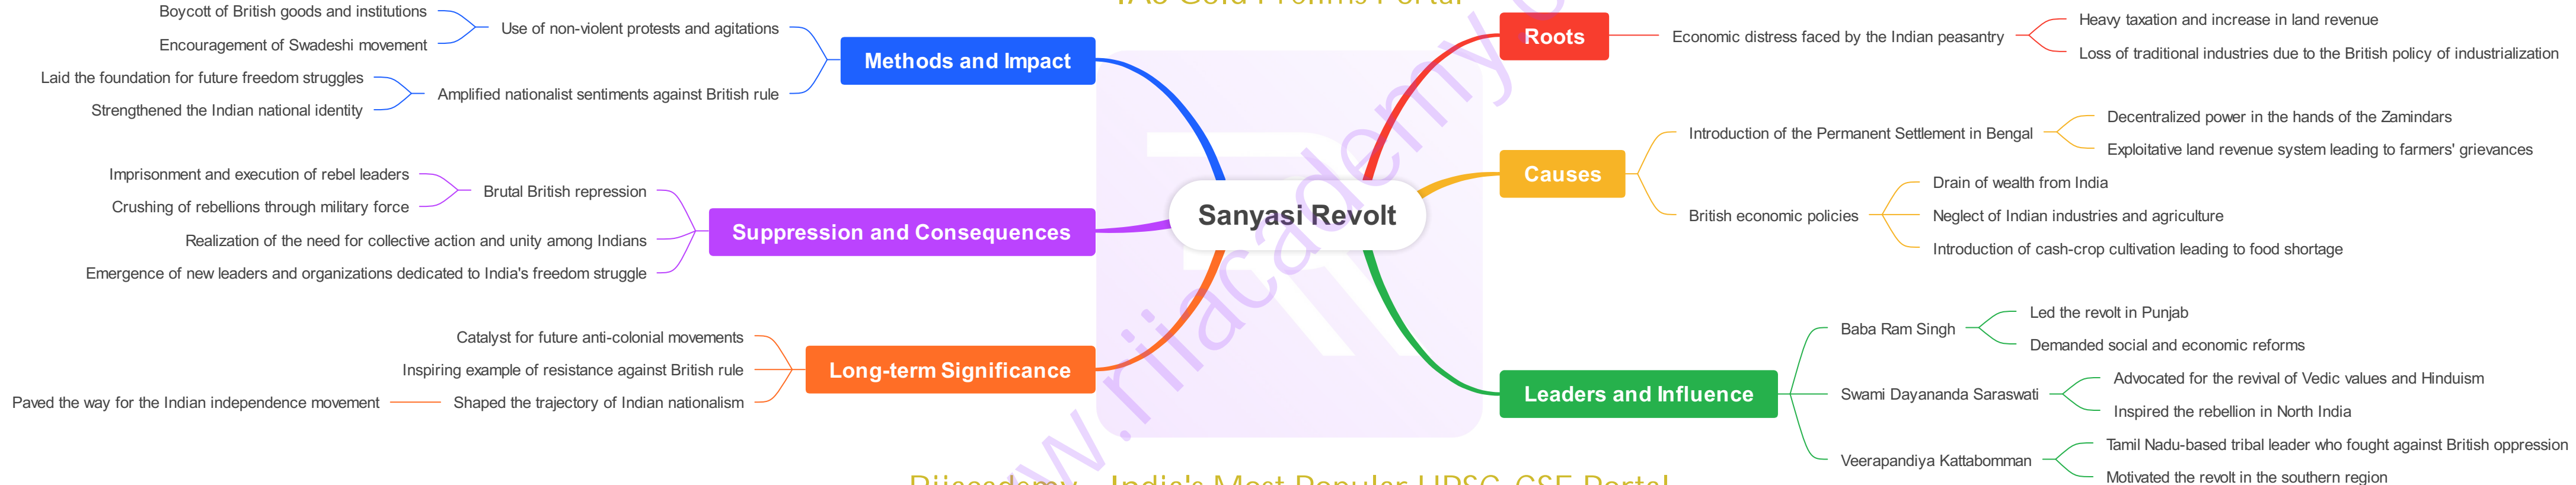 IAS Gold Prelims Portal
Sanyasi Revolt
Roots
Economic distress faced by the Indian peasantry
Heavy taxation and increase in land revenue
Loss of traditional industries due to the British policy of industrialization
Causes
Introduction of the Permanent Settlement in Bengal
Decentralized power in the hands of the Zamindars
Exploitative land revenue system leading to farmers' grievances
British economic policies
Drain of wealth from India
Neglect of Indian industries and agriculture
Introduction of cash-crop cultivation leading to food shortage
Leaders and Influence
Baba Ram Singh
Led the revolt in Punjab
Demanded social and economic reforms
Swami Dayananda Saraswati
Advocated for the revival of Vedic values and Hinduism
Inspired the rebellion in North India
Veerapandiya Kattabomman
Tamil Nadu-based tribal leader who fought against British oppression
Motivated the revolt in the southern region
Methods and Impact
Use of non-violent protests and agitations
Boycott of British goods and institutions
Encouragement of Swadeshi movement
Amplified nationalist sentiments against British rule
Laid the foundation for future freedom struggles
Strengthened the Indian national identity
Suppression and Consequences
Brutal British repression
Imprisonment and execution of rebel leaders
Crushing of rebellions through military force
Realization of the need for collective action and unity among Indians
Emergence of new leaders and organizations dedicated to India's freedom struggle
Long-term Significance
Catalyst for future anti-colonial movements
Inspiring example of resistance against British rule
Shaped the trajectory of Indian nationalism
Paved the way for the Indian independence movement
w.riiacademy.c
Riiacademy - India's Most Popular UPSC-CSE Portal